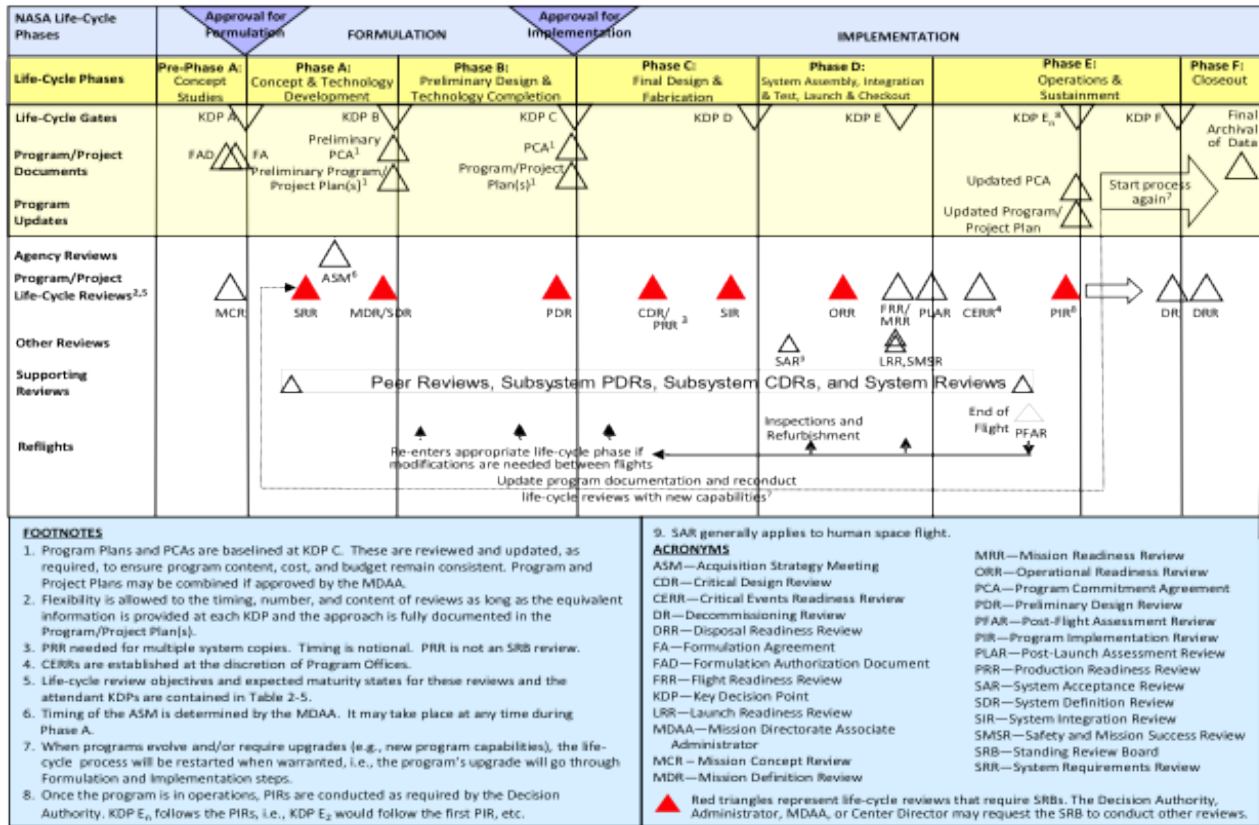 NASA Life-Cycle
Phases
Approval for
Formulation
FORMULATION
Approval for
Implementation
IMPLEMENTATION
Life-Cycle Phases
Pre-Phase A:
Concept
Studies
Phase A:
Concept & Technology
Development
Phase B:
Preliminary Design &
Technology Completion
Phase C:
Final Design &
Fabrication
Phase D:
System Assembly, Integration
& Test, Launch & Checkout
Phase E:
Operations &
Sustainment
Phase F:
Closeout
Life-Cycle Gates
KDP A
KDP B
KDP C
KDP D
KDP E
KDP Eₙ⁸
KDP F
Final
Archival
of Data
Program/Project
Documents
FAD
FA
Preliminary
PCA¹
Preliminary Program/
Project Plan(s)¹
PCA¹
Program/Project
Plan(s)¹
Program
Updates
Updated PCA
Updated Program/
Project Plan
Start process
again⁷
Agency Reviews
ASM⁶
Program/Project
Life-Cycle Reviews²,⁵
MCR
SRR
MDR/SDR
PDR
CDR/
PRR ³
SIR
ORR
FRR/
MRR
PLAR
CERR⁴
PIR⁸
DR
DRR
Other Reviews
SAR⁹
LRR,SMSR
Supporting
Reviews
Peer Reviews, Subsystem PDRs, Subsystem CDRs, and System Reviews
Reflights
Re-enters appropriate life-cycle phase if
modifications are needed between flights
Inspections and
Refurbishment
End of
Flight
PFAR
Update program documentation and reconduct
life-cycle reviews with new capabilities⁷
FOOTNOTES
1. Program Plans and PCAs are baselined at KDP C. These are reviewed and updated, as
required, to ensure program content, cost, and budget remain consistent. Program and
Project Plans may be combined if approved by the MDAA.
2. Flexibility is allowed to the timing, number, and content of reviews as long as the equivalent
information is provided at each KDP and the approach is fully documented in the
Program/Project Plan(s).
3. PRR needed for multiple system copies. Timing is notional. PRR is not an SRB review.
4. CERRs are established at the discretion of Program Offices.
5. Life-cycle review objectives and expected maturity states for these reviews and the
attendant KDPs are contained in Table 2-5.
6. Timing of the ASM is determined by the MDAA. It may take place at any time during
Phase A.
7. When programs evolve and/or require upgrades (e.g., new program capabilities), the life-
cycle process will be restarted when warranted, i.e., the program's upgrade will go through
Formulation and Implementation steps.
8. Once the program is in operations, PIRs are conducted as required by the Decision
Authority. KDP Eₙ follows the PIRs, i.e., KDP E₂ would follow the first PIR, etc.
9. SAR generally applies to human space flight.
ACRONYMS
ASM—Acquisition Strategy Meeting
CDR—Critical Design Review
CERR—Critical Events Readiness Review
DR—Decommissioning Review
DRR—Disposal Readiness Review
FA—Formulation Agreement
FAD—Formulation Authorization Document
FRR—Flight Readiness Review
KDP—Key Decision Point
LRR—Launch Readiness Review
MDAA—Mission Directorate Associate
Administrator
MCR – Mission Concept Review
MDR—Mission Definition Review
MRR—Mission Readiness Review
ORR—Operational Readiness Review
PCA—Program Commitment Agreement
PDR—Preliminary Design Review
PFAR—Post-Flight Assessment Review
PIR—Program Implementation Review
PLAR—Post-Launch Assessment Review
PRR—Production Readiness Review
SAR—System Acceptance Review
SDR—System Definition Review
SIR—System Integration Review
SMSR—Safety and Mission Success Review
SRB—Standing Review Board
SRR—System Requirements Review
Red triangles represent life-cycle reviews that require SRBs. The Decision Authority,
Administrator, MDAA, or Center Director may request the SRB to conduct other reviews.